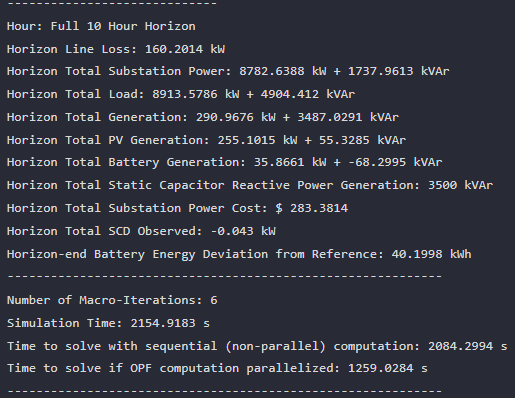 -----------------------------
Hour: Full 10 Hour Horizon
Horizon Line Loss: 160.2014 kW
Horizon Total Substation Power: 8782.6388 kW + 1737.9613 kVAr
Horizon Total Load: 8913.5786 kW + 4904.412 kVAr
Horizon Total Generation: 290.9676 kW + 3487.0291 kVAr
Horizon Total PV Generation: 255.1015 kW + 55.3285 kVAr
Horizon Total Battery Generation: 35.8661 kW + -68.2995 kVAr
Horizon Total Static Capacitor Reactive Power Generation: 3500 kVAr
Horizon Total Substation Power Cost: $ 283.3814
Horizon Total SCD Observed: -0.043 kW
Horizon-end Battery Energy Deviation from Reference: 40.1998 kWh
------------------------------------------------------------
Number of Macro-Iterations: 6
Simulation Time: 2154.9183 s
Time to solve with sequential (non-parallel) computation: 2084.2994 s
Time to solve if OPF computation parallelized: 1259.0284 s
------------------------------------------------------------